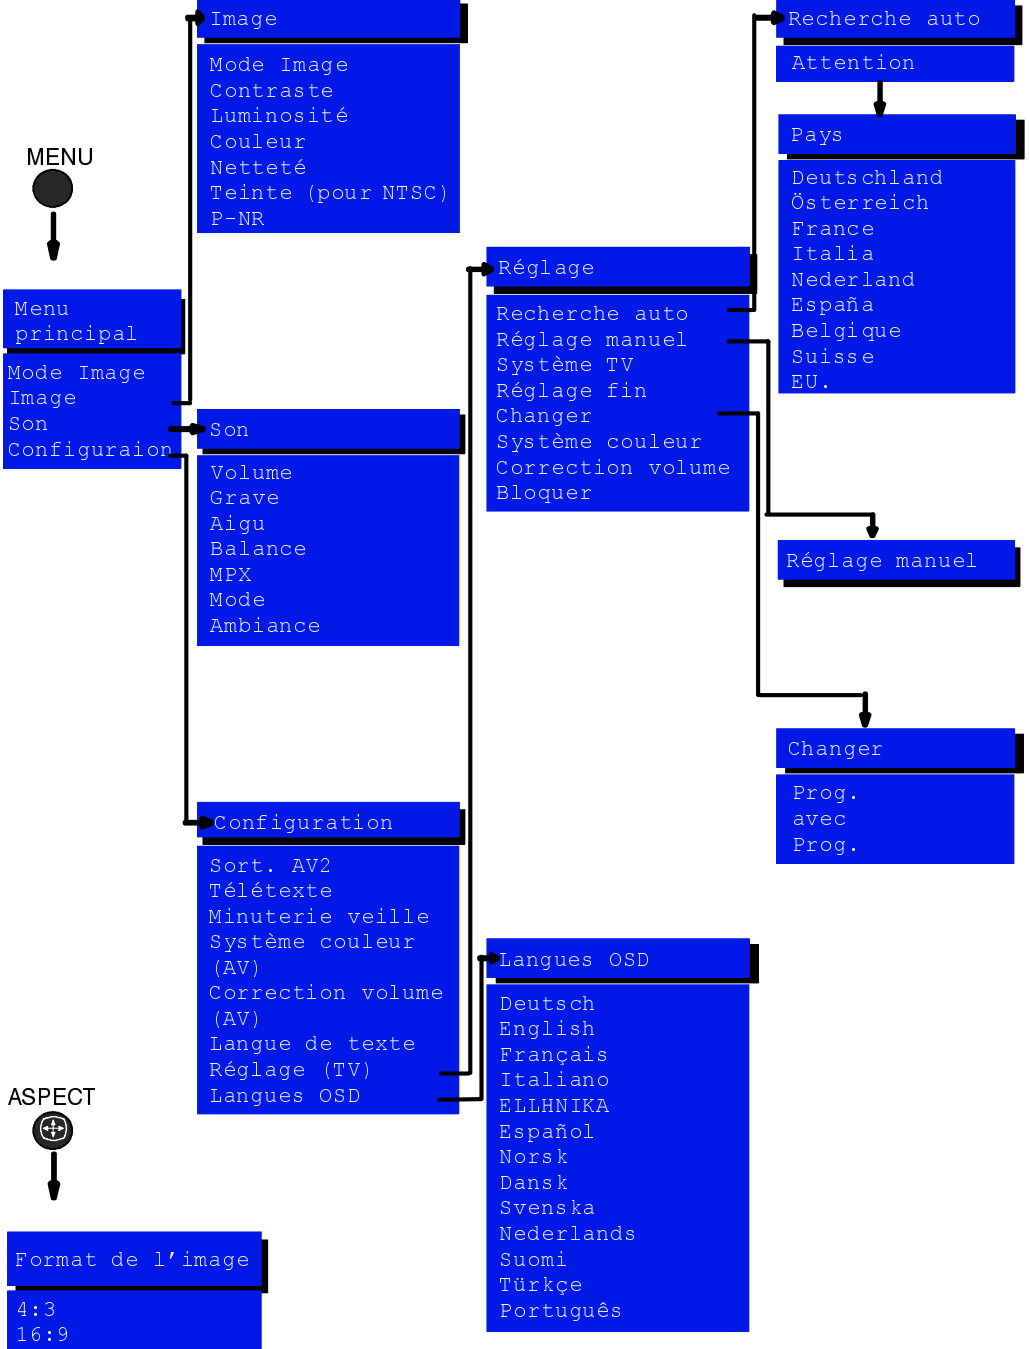 MENU
Menu
principal
Mode Image
Image
Son
Configuraion
Image
Mode Image
Contraste
Luminosité
Couleur
Netteté
Teinte (pour NTSC)
P-NR
Son
Volume
Grave
Aigu
Balance
MPX
Mode
Ambiance
Configuration
Sort. AV2
Télétexte
Minuterie veille
Système couleur
(AV)
Correction volume
(AV)
Langue de texte
Réglage (TV)
Langues OSD
Réglage
Recherche auto
Réglage manuel
Système TV
Réglage fin
Changer
Système couleur
Correction volume
Bloquer
Langues OSD
Deutsch
English
Français
Italiano
ELLHNIKA
Español
Norsk
Dansk
Svenska
Nederlands
Suomi
Türkçe
Português
Recherche auto
Attention
Pays
Deutschland
Österreich
France
Italia
Nederland
España
Belgique
Suisse
EU.
Réglage manuel
Changer
Prog.
avec
Prog.
ASPECT
Format de l’image
4:3
16:9